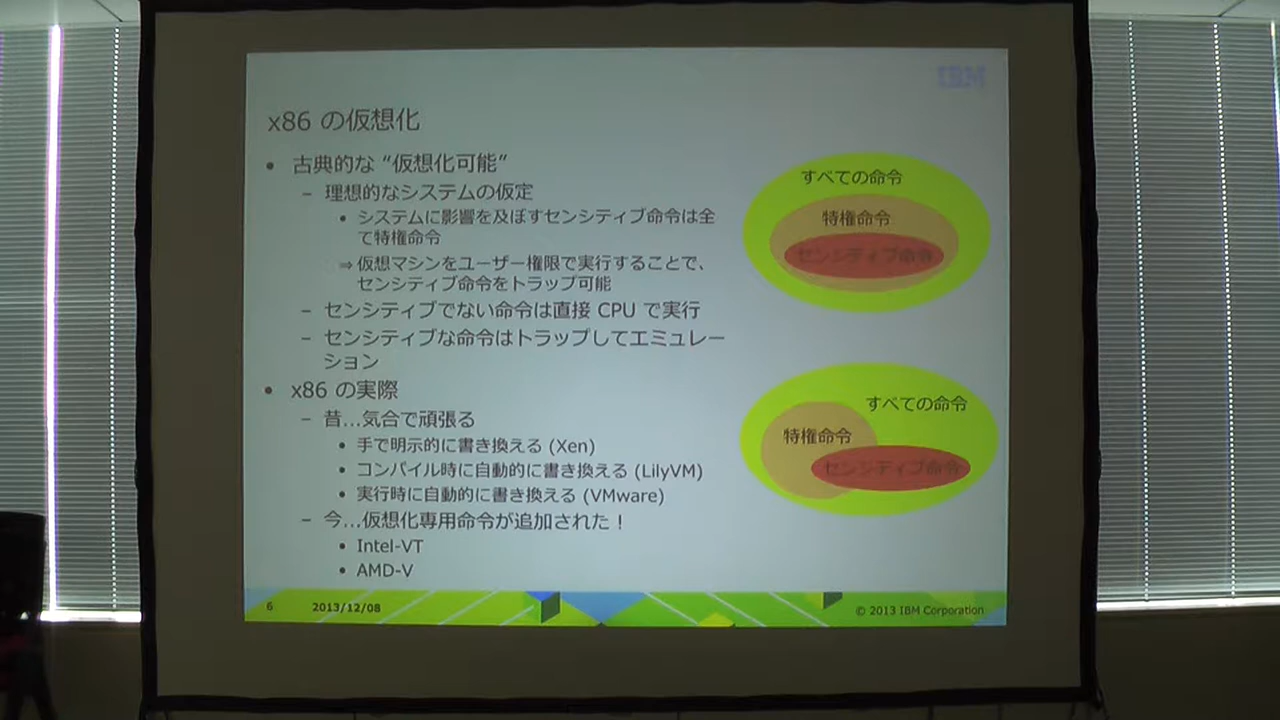 IBM
x86 の仮想化
• 古典的な “仮想化可能”
– 理想的なシステムの仮定
• システムに影響を及ぼすセンシティブ命令は全
て特権命令
⇒ 仮想マシンをユーザー権限で実行することで、
センシティブ命令をトラップ可能
– センシティブでない命令は直接 CPU で実行
– センシティブな命令はトラップしてエミュレー
ション
• x86 の実際
– 昔…気合で頑張る
• 手で明示的に書き換える (Xen)
• コンパイル時に自動的に書き換える (LilyVM)
• 実行時に自動的に書き換える (VMware)
– 今…仮想化専用命令が追加された！
• Intel-VT
• AMD-V
すべての命令
特権命令
センシティブ命令
すべての命令
特権命令
センシティブ命令
6
2013/12/08
© 2013 IBM Corporation